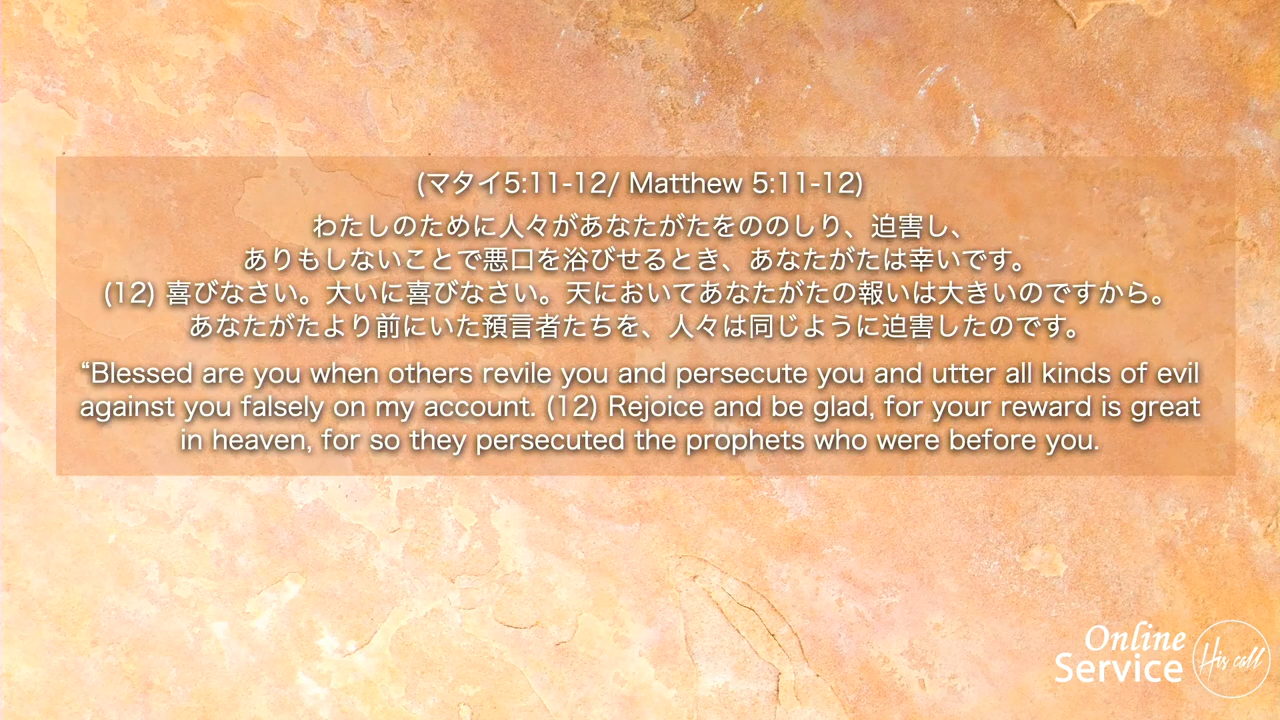 (マタイ5:11-12/ Matthew 5:11-12)
わたしのために人々があなたがたをののしり、迫害し、
ありもしないことで悪口を浴びせるとき、あなたがたは幸いです。
(12) 喜びなさい。大いに喜びなさい。天においてあなたがたの報いは大きいのですから。
あなたがたより前にいた預言者たちを、人々は同じように迫害したのです。
“Blessed are you when others revile you and persecute you and utter all kinds of evil
against you falsely on my account. (12) Rejoice and be glad, for your reward is great
in heaven, for so they persecuted the prophets who were before you.
Online
Service
His call